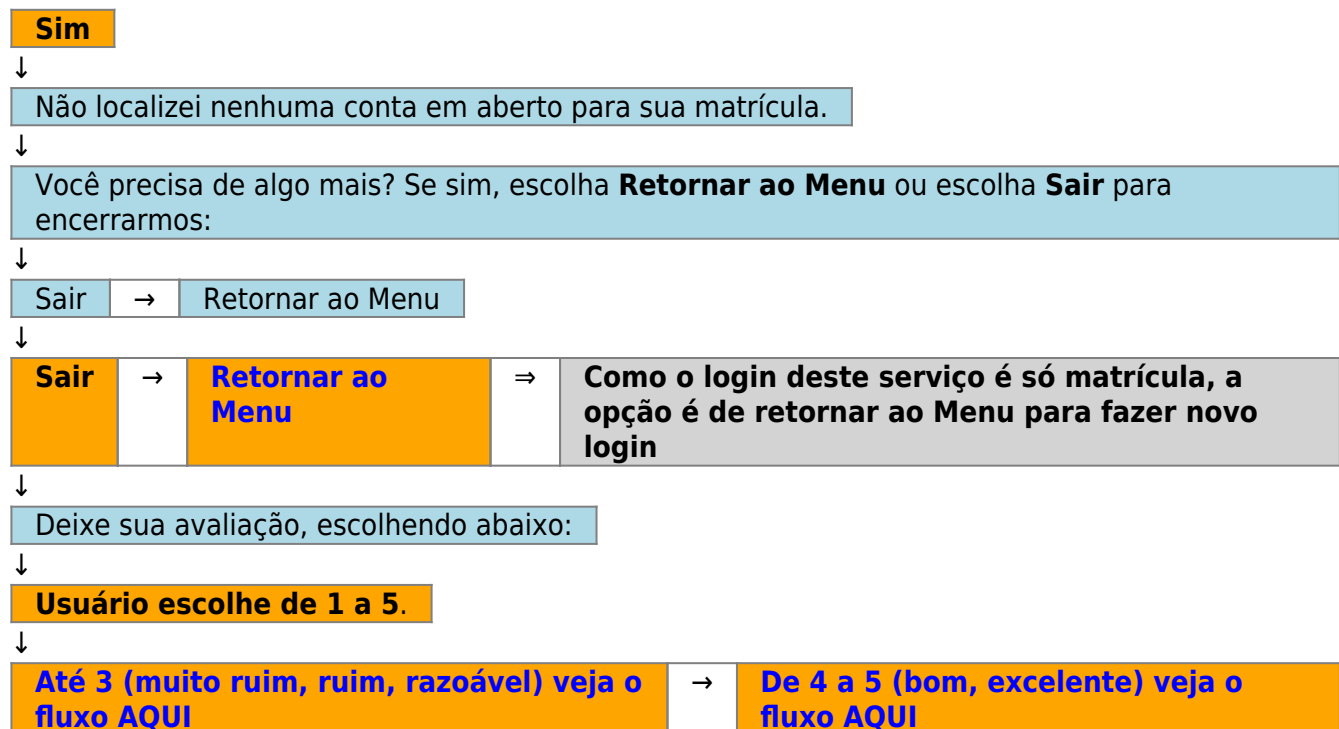 Sim
↓
Não localizei nenhuma conta em aberto para sua matrícula.
↓
Você precisa de algo mais? Se sim, escolha Retornar ao Menu ou escolha Sair para
encerrarmos:
↓
Sair → Retornar ao Menu
↓
Sair → Retornar ao
Menu
⇒ Como o login deste serviço é só matrícula, a
opção é de retornar ao Menu para fazer novo
login
↓
Deixe sua avaliação, escolhendo abaixo:
↓
Usuário escolhe de 1 a 5.
↓
Até 3 (muito ruim, ruim, razoável) veja o
fluxo AQUI
→ De 4 a 5 (bom, excelente) veja o
fluxo AQUI